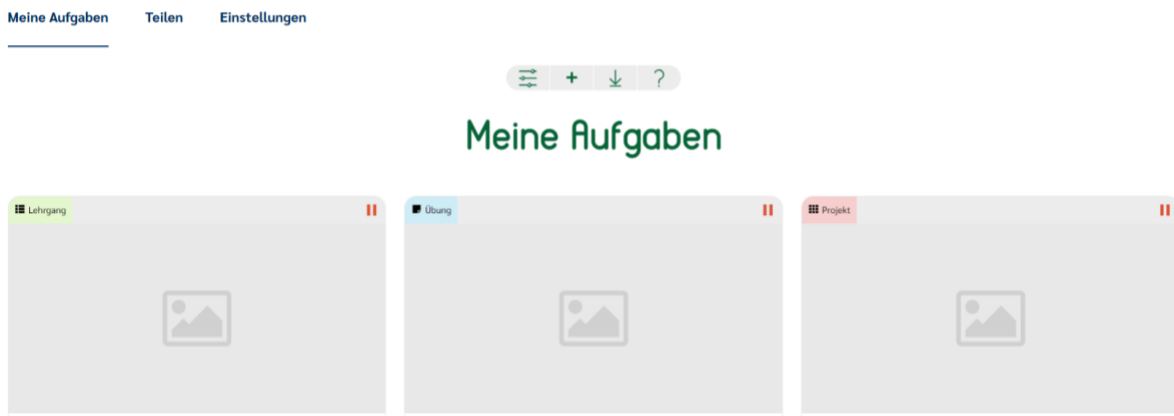 Meine Aufgaben Teilen Einstellungen
Meine Aufgaben
Lehrgang Übung Projekt